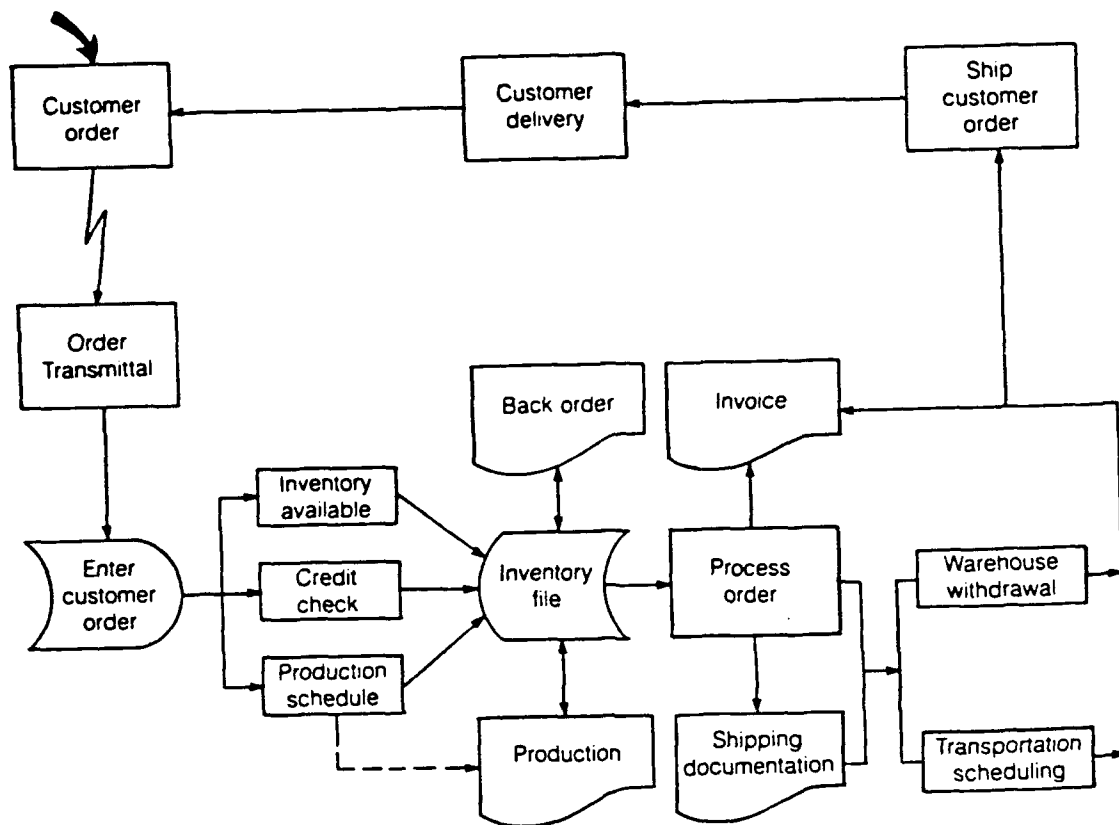 Customer
order
Customer
delivery
Ship
customer
order
Order
Transmittal
Back order
Invoice
Inventory
available
Enter
customer
order
Credit
check
Inventory
file
Process
order
Warehouse
withdrawal
Production
schedule
Production
Shipping
documentation
Transportation
scheduling